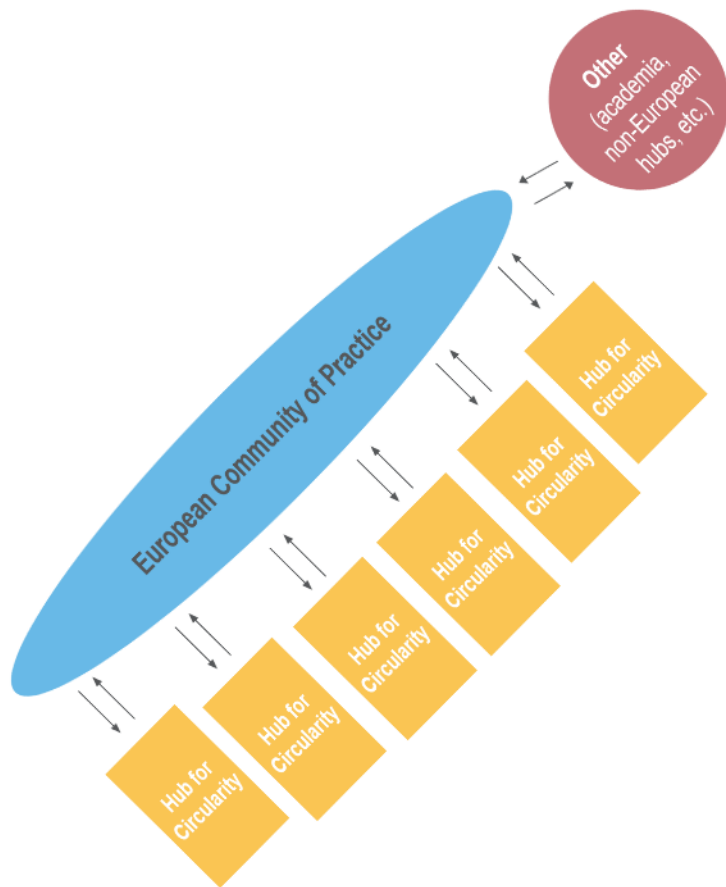 Other
(academia,
non-European
hubs, etc.)
European Community of Practice
Hub for
Circularity
Hub for
Circularity
Hub for
Circularity
Hub for
Circularity
Hub for
Circularity
Hub for
Circularity